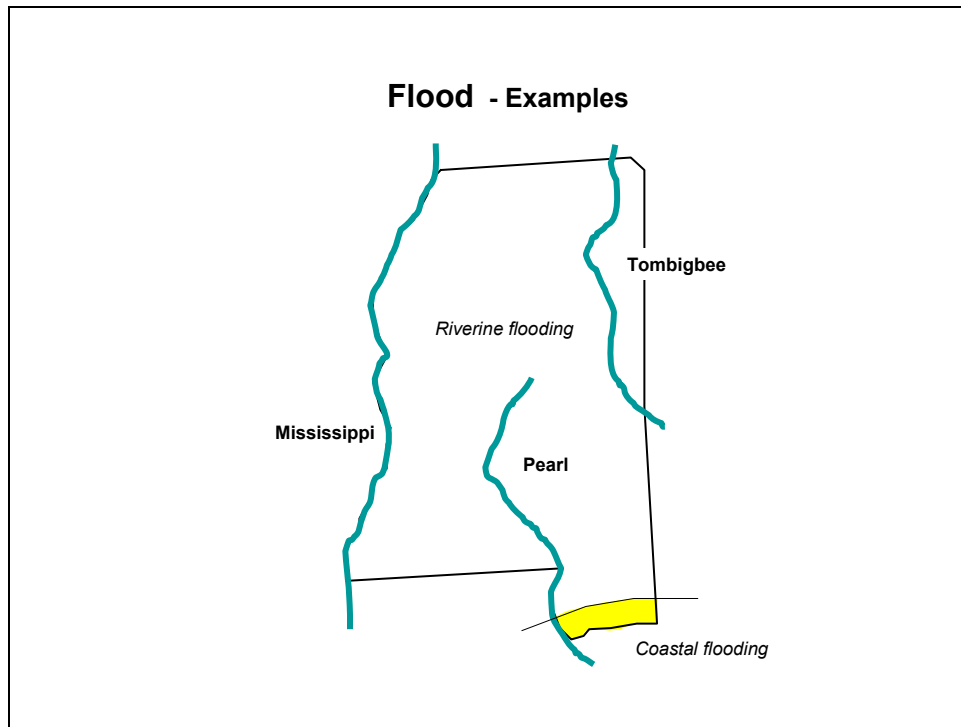 Flood - Examples
Tombigbee
Riverine flooding
Mississippi
Pearl
Coastal flooding